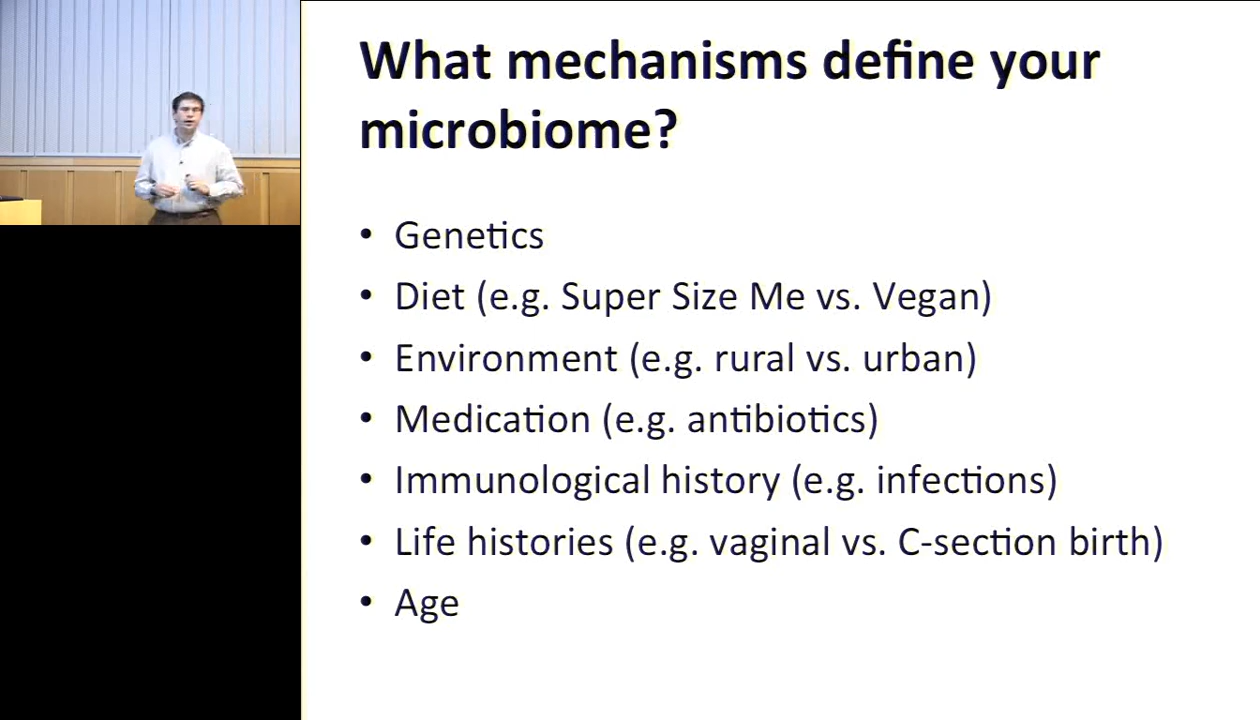 What mechanisms define your
microbiome?
• Genetics
• Diet (e.g. Super Size Me vs. Vegan)
• Environment (e.g. rural vs. urban)
• Medication (e.g. antibiotics)
• Immunological history (e.g. infections)
• Life histories (e.g. vaginal vs. C-section birth)
• Age